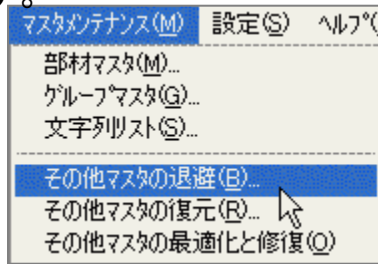 。
マスタメンテナンス(M) 設定(S) ヘルプ(
部材マスタ(M)...
グループマスタ(G)...
文字列リスト(S)...
その他マスタの退避(B)...
その他マスタの復元(R)...
その他マスタの最適化と修復(O)